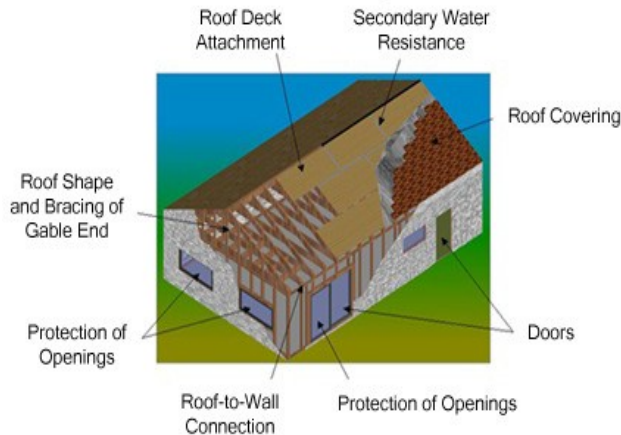 Roof Deck
Attachment
Secondary Water
Resistance
Roof Covering
Roof Shape
and Bracing of
Gable End
Protection of
Openings
Doors
Roof-to-Wall
Connection
Protection of Openings